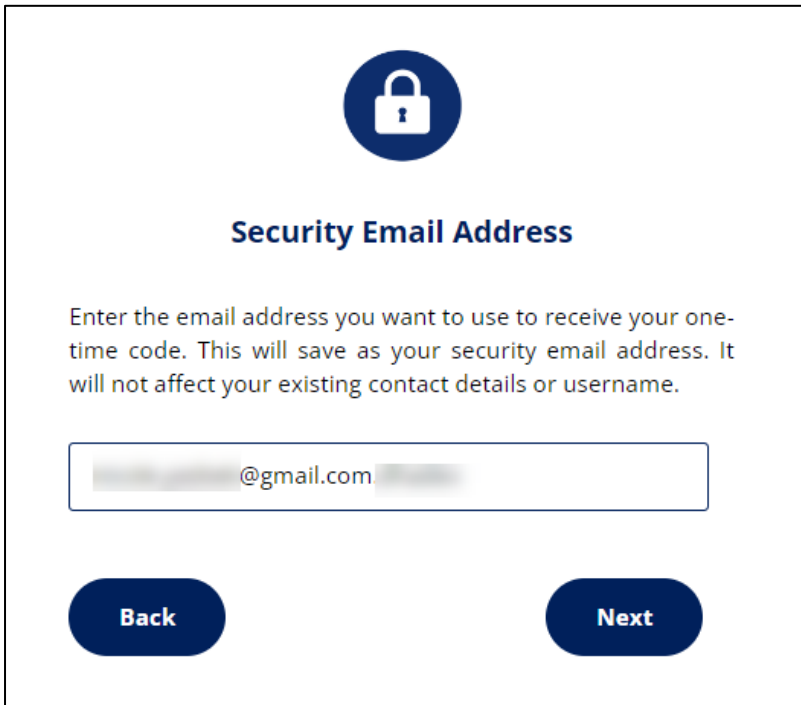 Security Email Address
Enter the email address you want to use to receive your one-
time code. This will save as your security email address. It
will not affect your existing contact details or username.
@gmail.com.
Back
Next